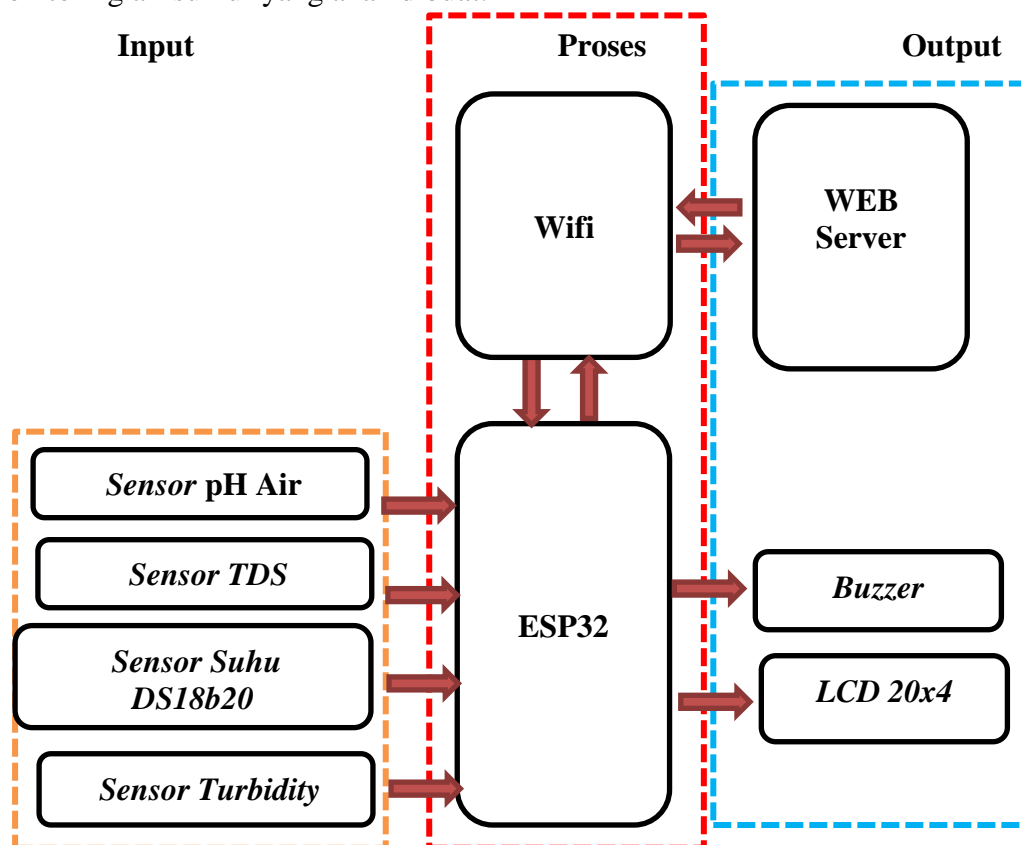 Input
Proses
Output
Wifi
WEB
Server
Sensor pH Air
Sensor TDS
Sensor Suhu
DS18b20
Sensor Turbidity
ESP32
Buzzer
LCD 20x4